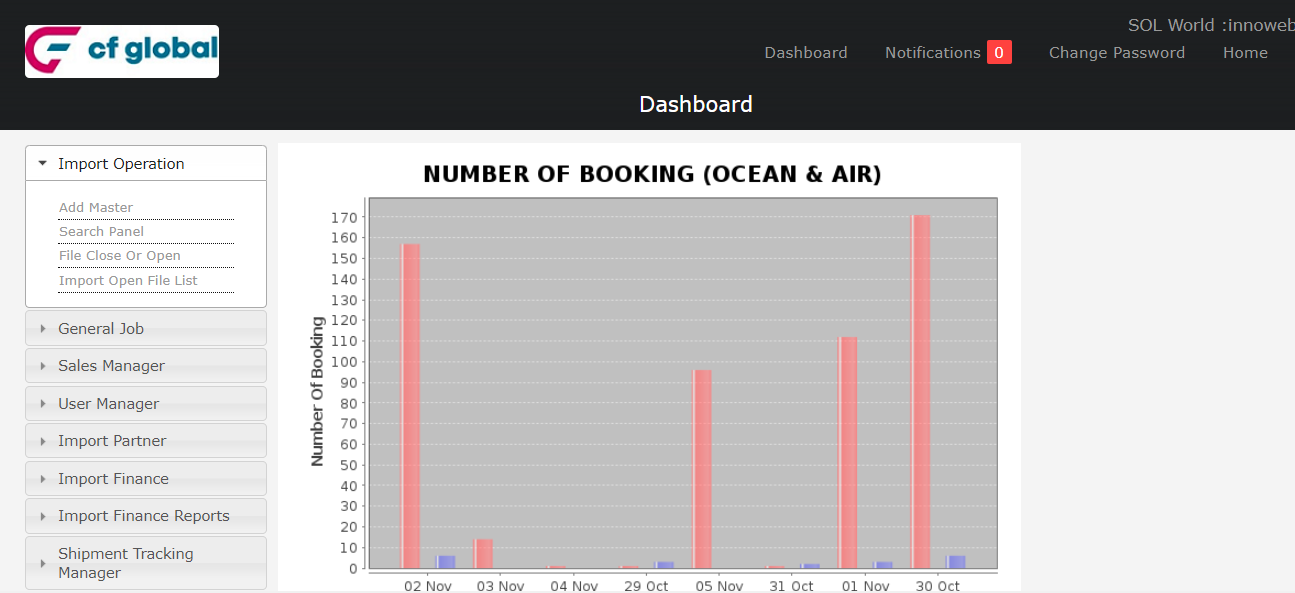 cf global
SOL World :innoweb
Dashboard Notifications 0 Change Password Home
Dashboard
Import Operation
Add Master
Search Panel
File Close Or Open
Import Open File List
General Job
Sales Manager
User Manager
Import Partner
Import Finance
Import Finance Reports
Shipment Tracking
Manager
NUMBER OF BOOKING (OCEAN & AIR)
Number Of Booking
170
160
150
140
130
120
110
100
90
80
70
60
50
40
30
20
10
0
02 Nov 03 Nov 04 Nov 29 Oct 05 Nov 31 Oct 01 Nov 30 Oct